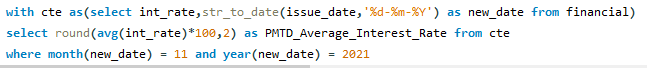 with cte as(select int_rate,str_to_date(issue_date,'%d-%m-%Y') as new_date from financial)
select round(avg(int_rate)*100,2) as PMTD_Average_Interest_Rate from cte
where month(new_date) = 11 and year(new_date) = 2021